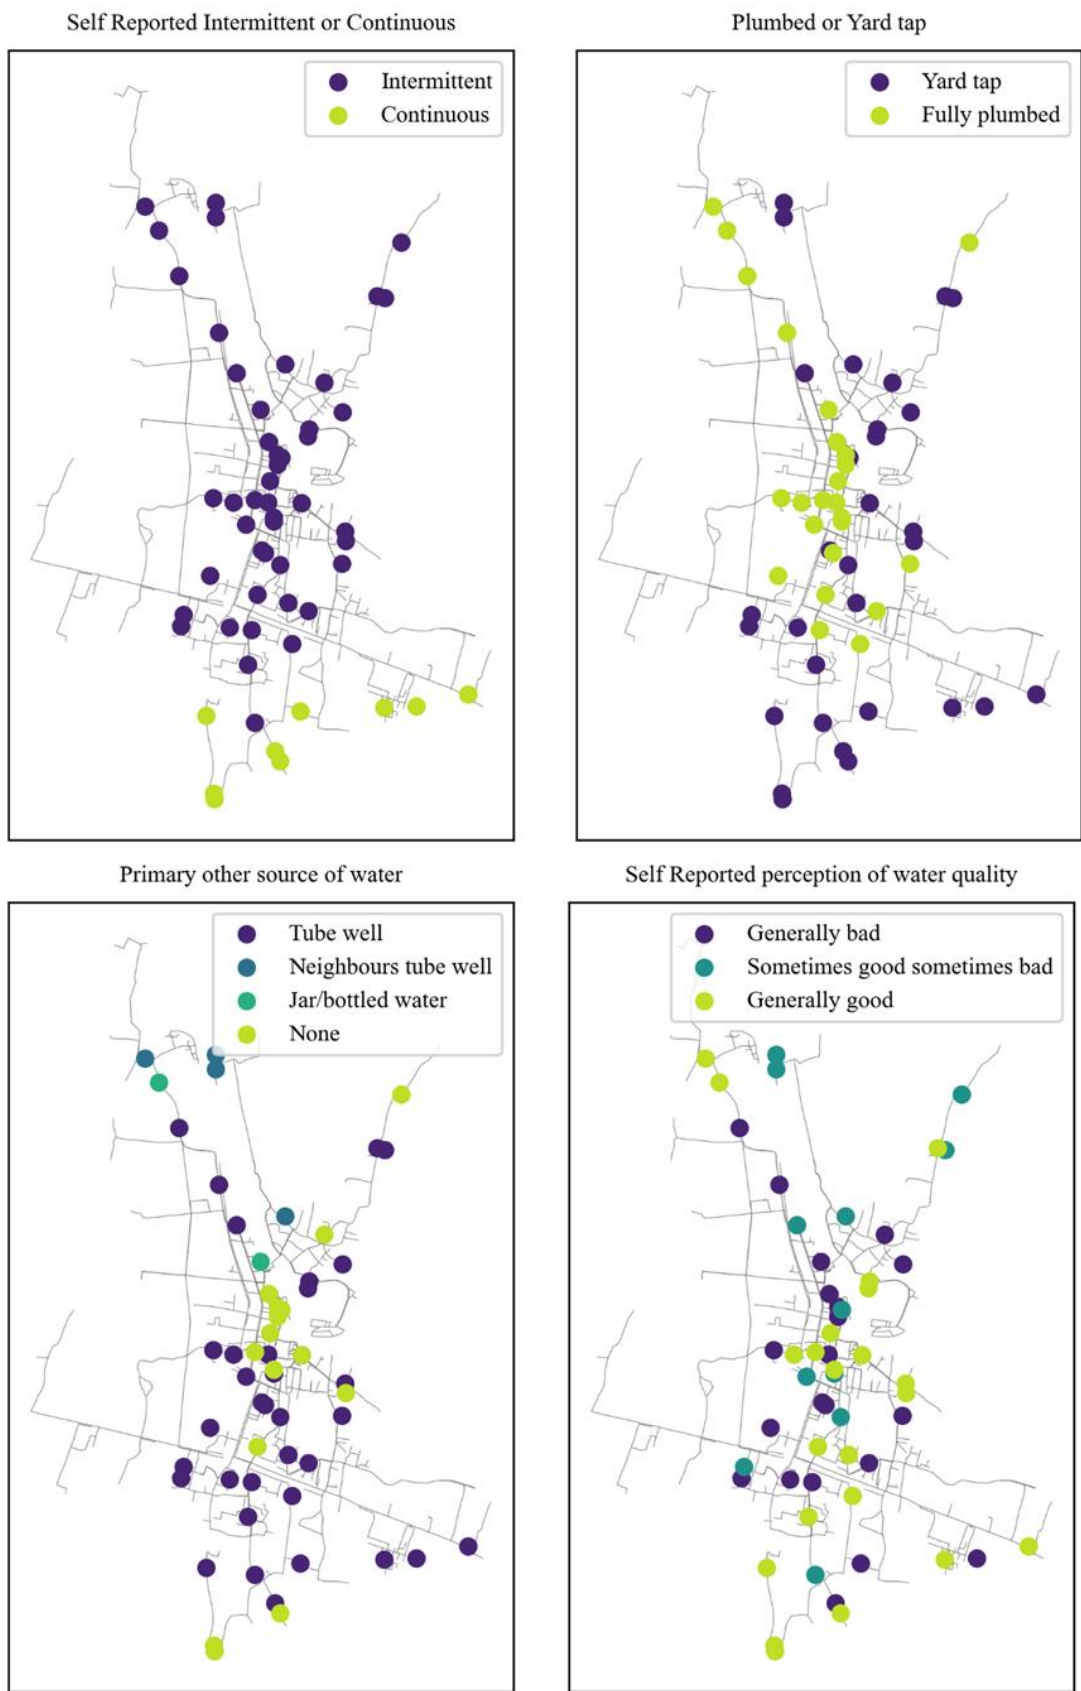 Self Reported Intermittent or Continuous
Intermittent
Continuous
Plumbed or Yard tap
Yard tap
Fully plumbed
Primary other source of water
Tube well
Neighbours tube well
Jar/bottled water
None
Self Reported perception of water quality
Generally bad
Sometimes good sometimes bad
Generally good